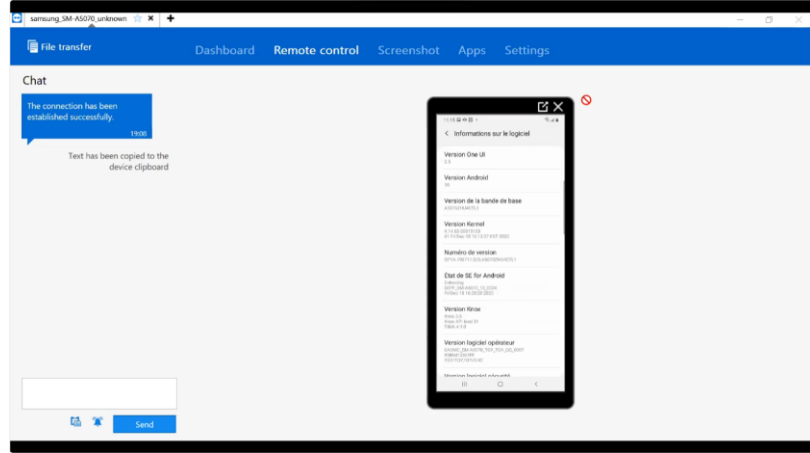 samsung_SM-A5070_unknown
File transfer
Dashboard Remote control Screenshot Apps Settings
Chat
The connection has been
established successfully.
19:08
Text has been copied to the
device clipboard
Send
Informations sur le logiciel
Version One UI
Version Android
Version de la bande de base
Version Kernel
Numéro de version
État de SE for Android
Version Knox
Version logiciel opérateur
Version logiciel sécurité